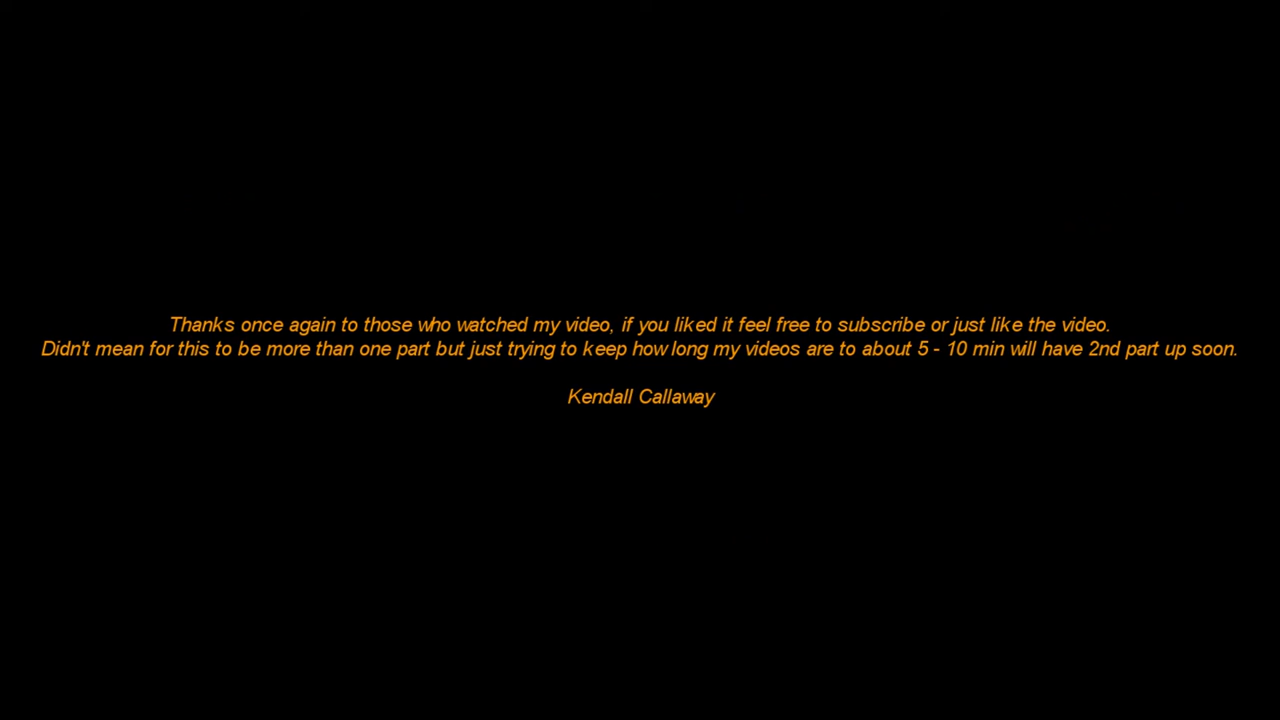 Thanks once again to those who watched my video, if you liked it feel free to subscribe or just like the video.
Didn't mean for this to be more than one part but just trying to keep how long my videos are to about 5 - 10 min will have 2nd part up soon.
Kendall Callaway